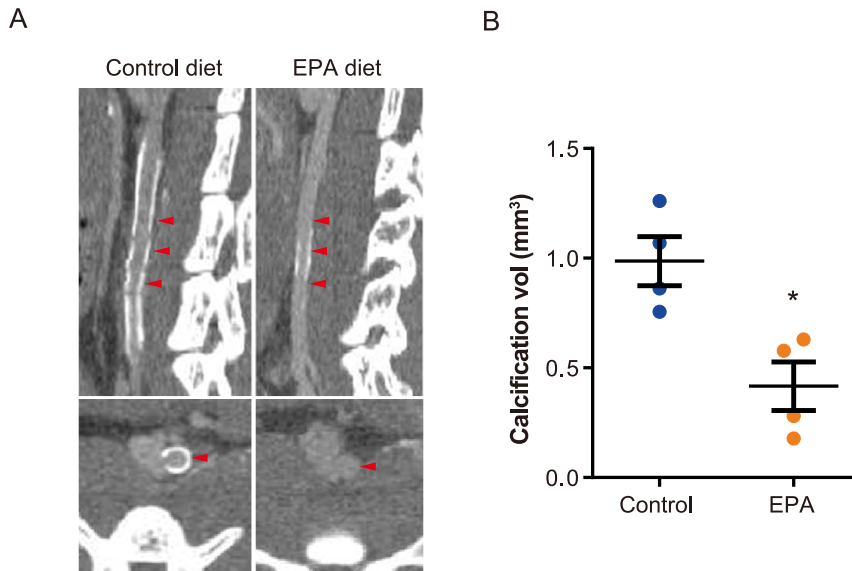 A
Control diet
EPA diet
B
Calcification vol (mm³)
1.5
1.0
0.5
0.0
*
Control
EPA